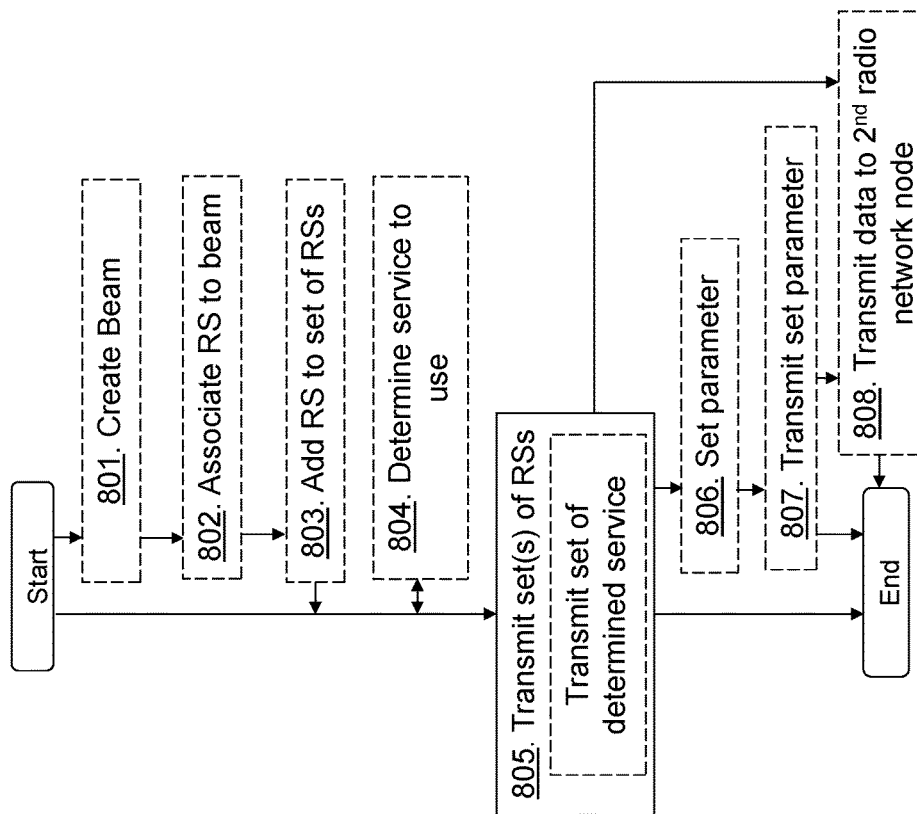 Start
801. Create Beam
802. Associate RS to beam
803. Add RS to set of RSs
804. Determine service to
use
805. Transmit set(s) of RSs
Transmit set of
determined service
806. Set parameter
807. Transmit set parameter
808. Transmit data to 2nd radio
network node
End